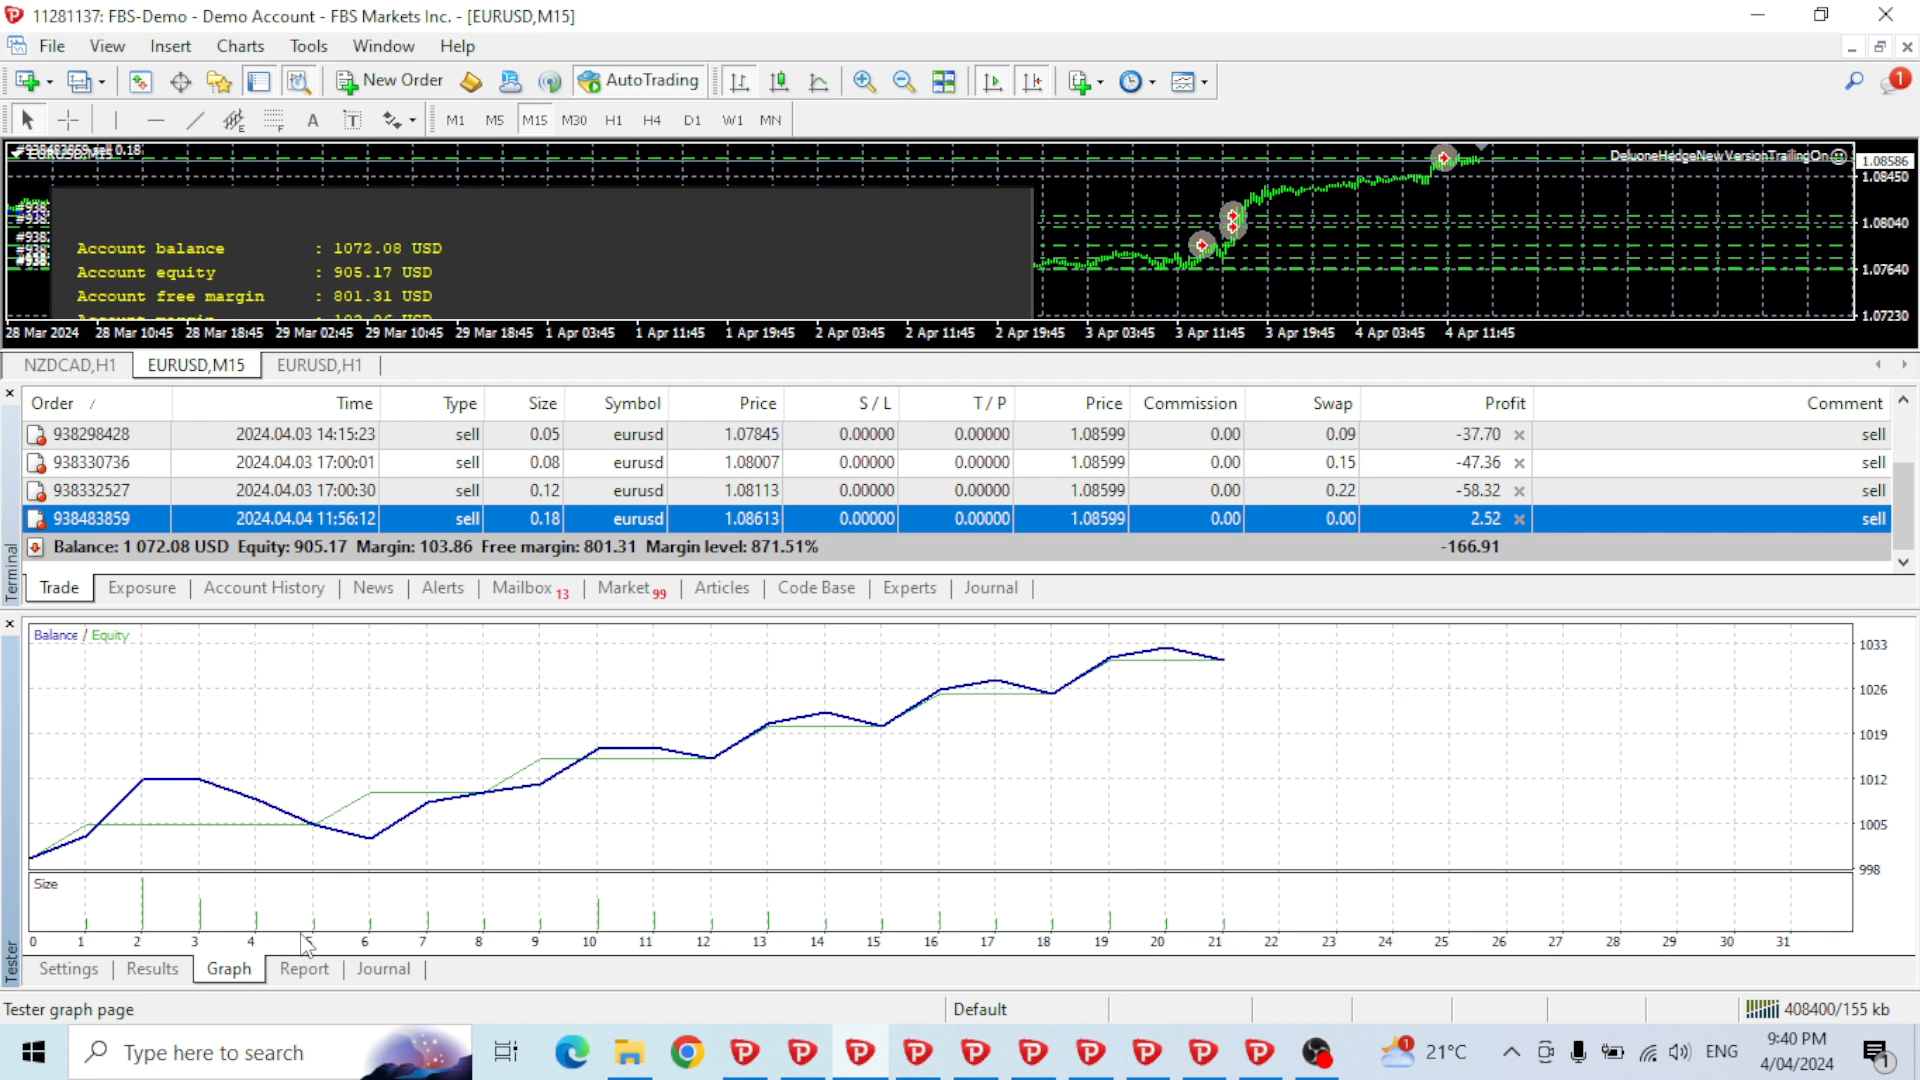 11281137: FBS-Demo - Demo Account - FBS Markets Inc. - [EURUSD,M15]
File View Insert Charts Tools Window Help
New Order AutoTrading 1
A T M1 M5 M15 M30 H1 H4 D1 W1 MN
DeluoneHedgeNewVersionTrailingOn
1.08586
1.08450
1.08040
1.07640
1.07230
Account balance : 1072.08 USD
Account equity : 905.17 USD
Account free margin : 801.31 USD
28 Mar 2024 28 Mar 10:45 28 Mar 18:45 29 Mar 02:45 29 Mar 10:45 29 Mar 18:45 1 Apr 03:45 1 Apr 11:45 1 Apr 19:45 2 Apr 03:45 2 Apr 11:45 2 Apr 19:45 3 Apr 03:45 3 Apr 11:45 3 Apr 19:45 4 Apr 03:45 4 Apr 11:45
NZDCAD,H1 EURUSD,M15 EURUSD,H1
Order / Time Type Size Symbol Price S / L T / P Price Commission Swap Profit Comment
938298428 2024.04.03 14:15:23 sell 0.05 eurusd 1.07845 0.00000 0.00000 1.08599 0.00 0.09 -37.70 sell
938330736 2024.04.03 17:00:01 sell 0.08 eurusd 1.08007 0.00000 0.00000 1.08599 0.00 0.15 -47.36 sell
938332527 2024.04.03 17:00:30 sell 0.12 eurusd 1.08113 0.00000 0.00000 1.08599 0.00 0.22 -58.32 sell
938483859 2024.04.04 11:56:12 sell 0.18 eurusd 1.08613 0.00000 0.00000 1.08599 0.00 0.00 2.52 sell
Balance: 1 072.08 USD Equity: 905.17 Margin: 103.86 Free margin: 801.31 Margin level: 871.51% -166.91
Terminal
Trade Exposure Account History News Alerts Mailbox 13 Market 99 Articles Code Base Experts Journal
Balance / Equity
1033
1026
1019
1012
1005
998
Size
0 1 2 3 4 5 6 7 8 9 10 11 12 13 14 15 16 17 18 19 20 21 22 23 24 25 26 27 28 29 30 31
Tester
Settings Results Graph Report Journal
Tester graph page Default 408400/155 kb
Type here to search 1 21°C ENG 9:40 PM
4/04/2024 1